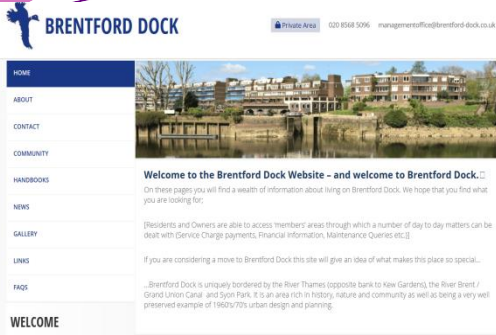 BRENTFORD DOCK
Private Area 020 8568 5096 managementoffice@brentford-dock.co.uk
HOME
ABOUT
CONTACT
COMMUNITY
HANDBOOKS
NEWS
GALLERY
LINKS
FAQS
WELCOME
Welcome to the Brentford Dock Website – and welcome to Brentford Dock.
On these pages you will find a wealth of information about living on Brentford Dock. We hope that you find what
you are looking for;
[Residents and Owners are able to access 'members' areas through which a number of day to day matters can be
dealt with (Service Charge payments, Financial Information, Maintenance Queries etc.)]
If you are considering a move to Brentford Dock this site will give an idea of what makes this place so special...
...Brentford Dock is uniquely bordered by the River Thames (opposite bank to Kew Gardens), the River Brent /
Grand Union Canal and Syon Park. It is an area rich in history, nature and community as well as being a very well
preserved example of 1960's/70's urban design and planning.